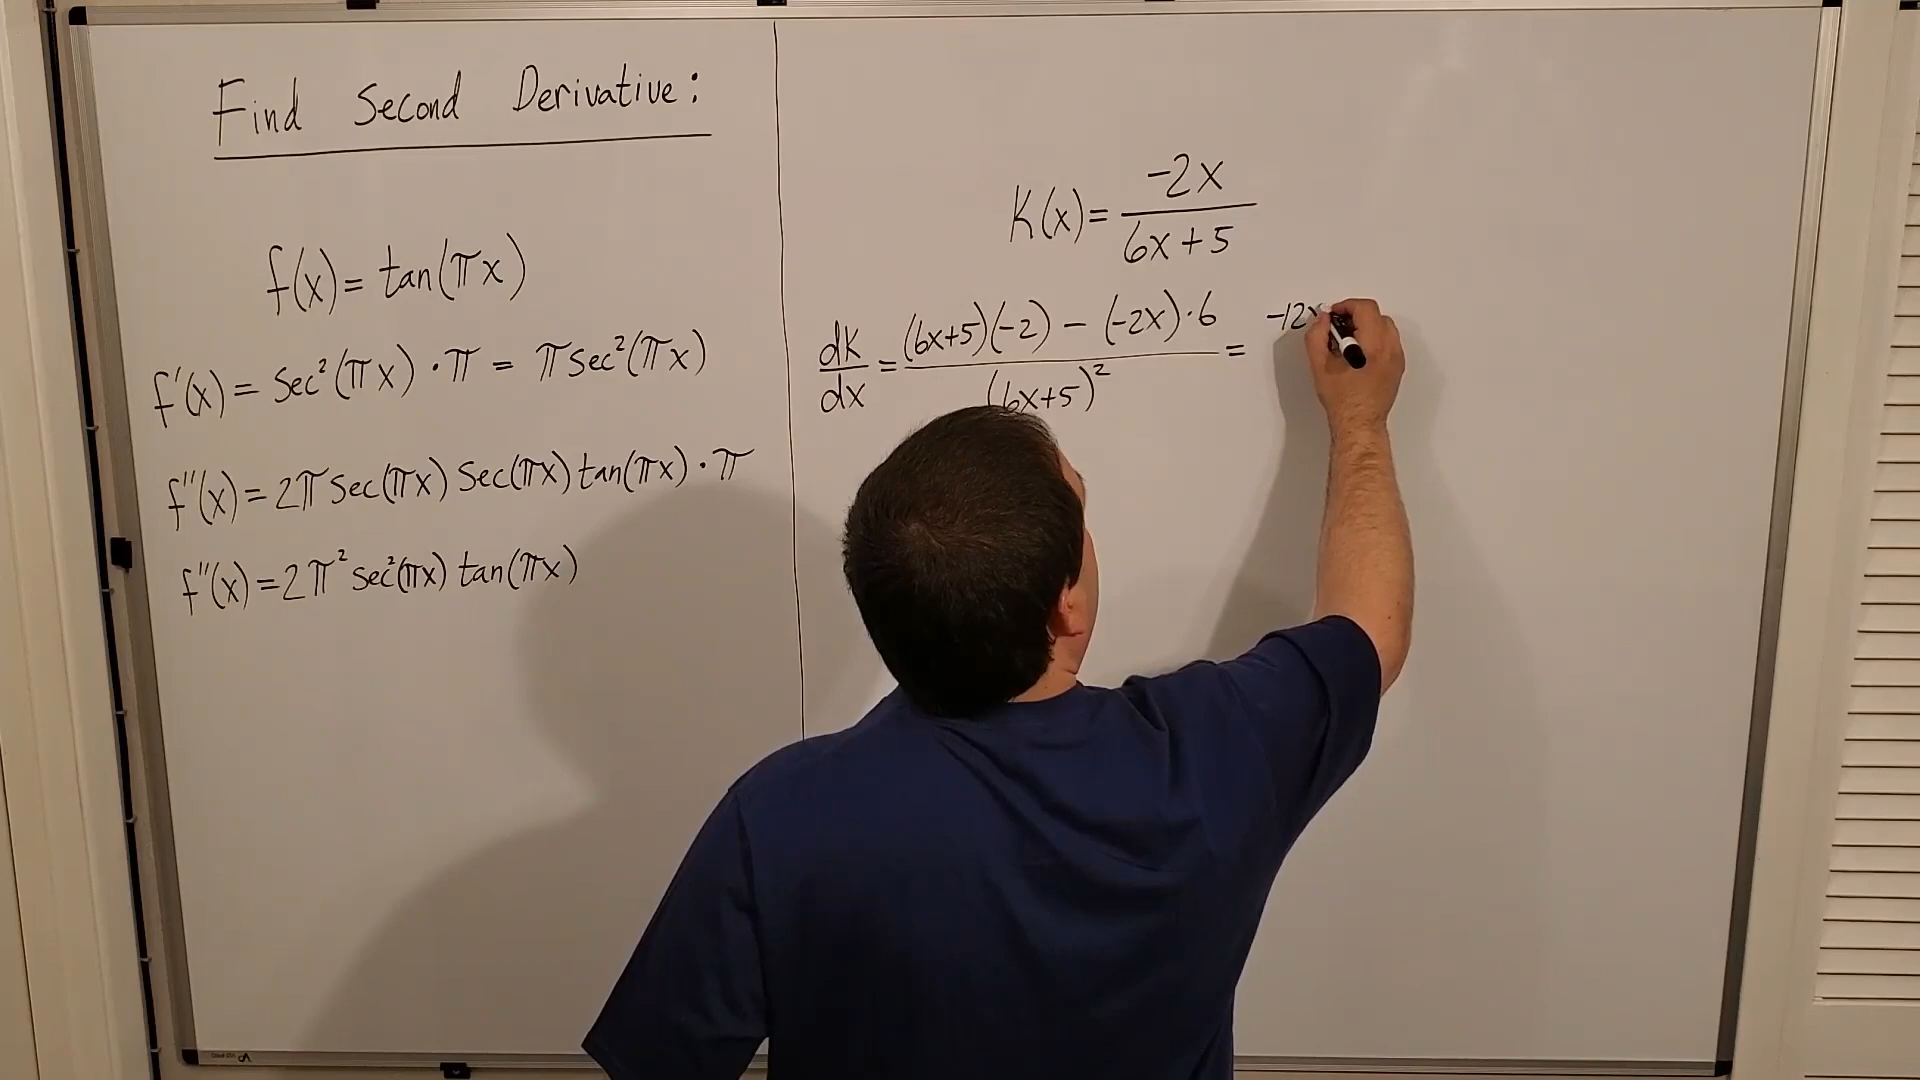 Find Second Derivative:
f(x) = tan(πx)
f'(x) = sec²(πx) · π = π sec²(πx)
f''(x) = 2π sec(πx) sec(πx) tan(πx) · π
f''(x) = 2π² sec²(πx) tan(πx)
K(x) = -2x / 6x + 5
dK/dx = (6x+5)(-2) - (-2x)·6 / (6x+5)² = -12x